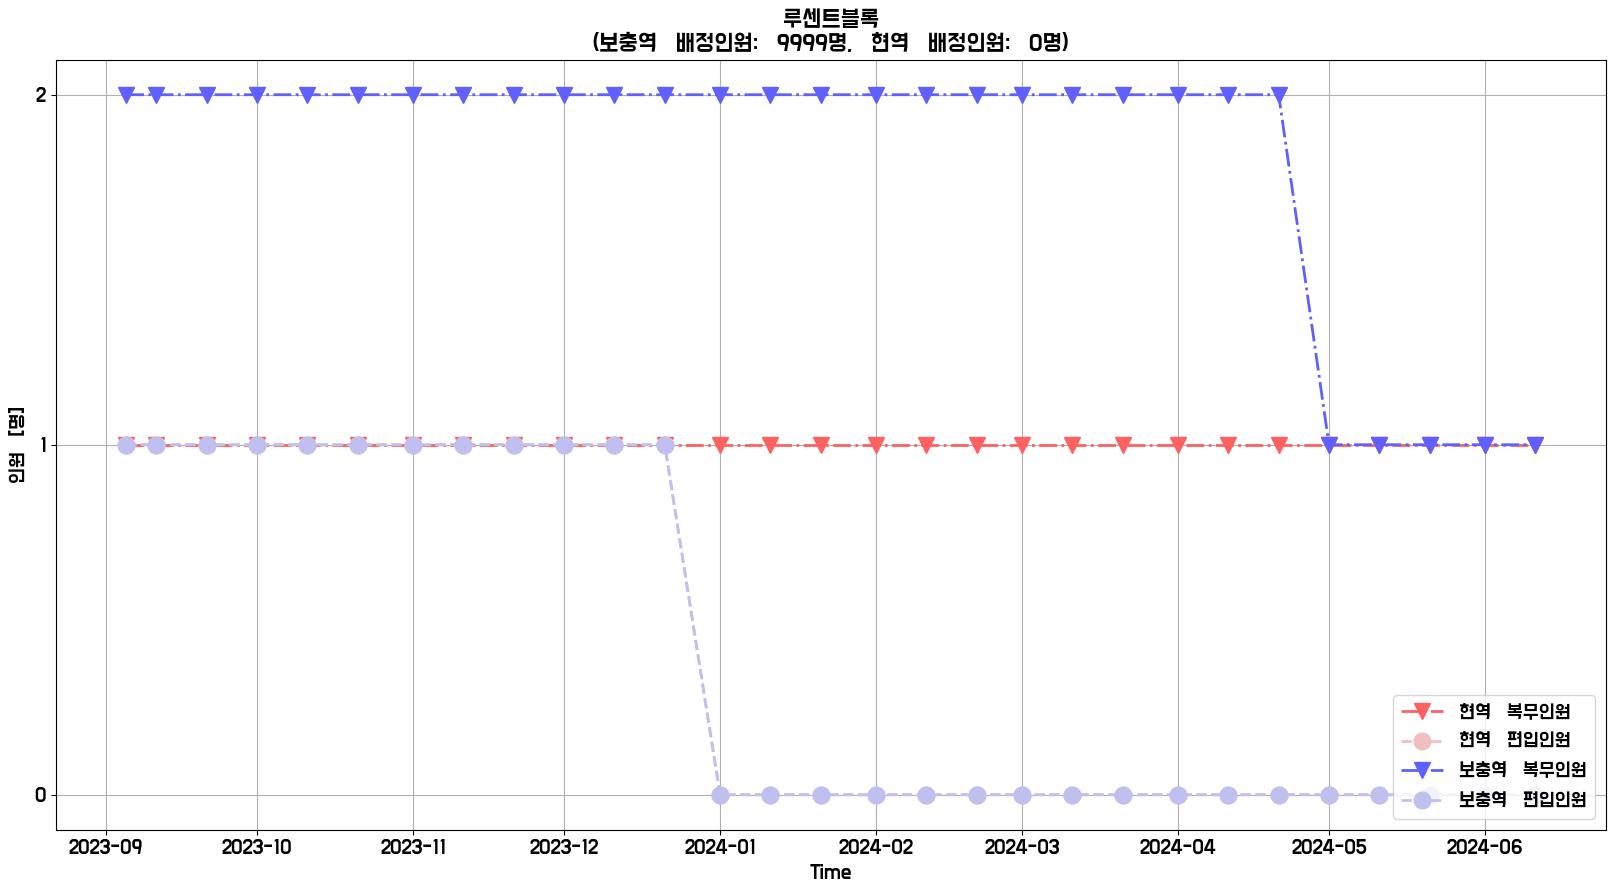 루센트블록
(보충역 배정인원: 9999명, 현역 배정인원: 0명)
2
1
0
인원 [명]
현역 복무인원
현역 편입인원
보충역 복무인원
보충역 편입인원
2023-09 2023-10 2023-11 2023-12 2024-01 2024-02 2024-03 2024-04 2024-05 2024-06
Time